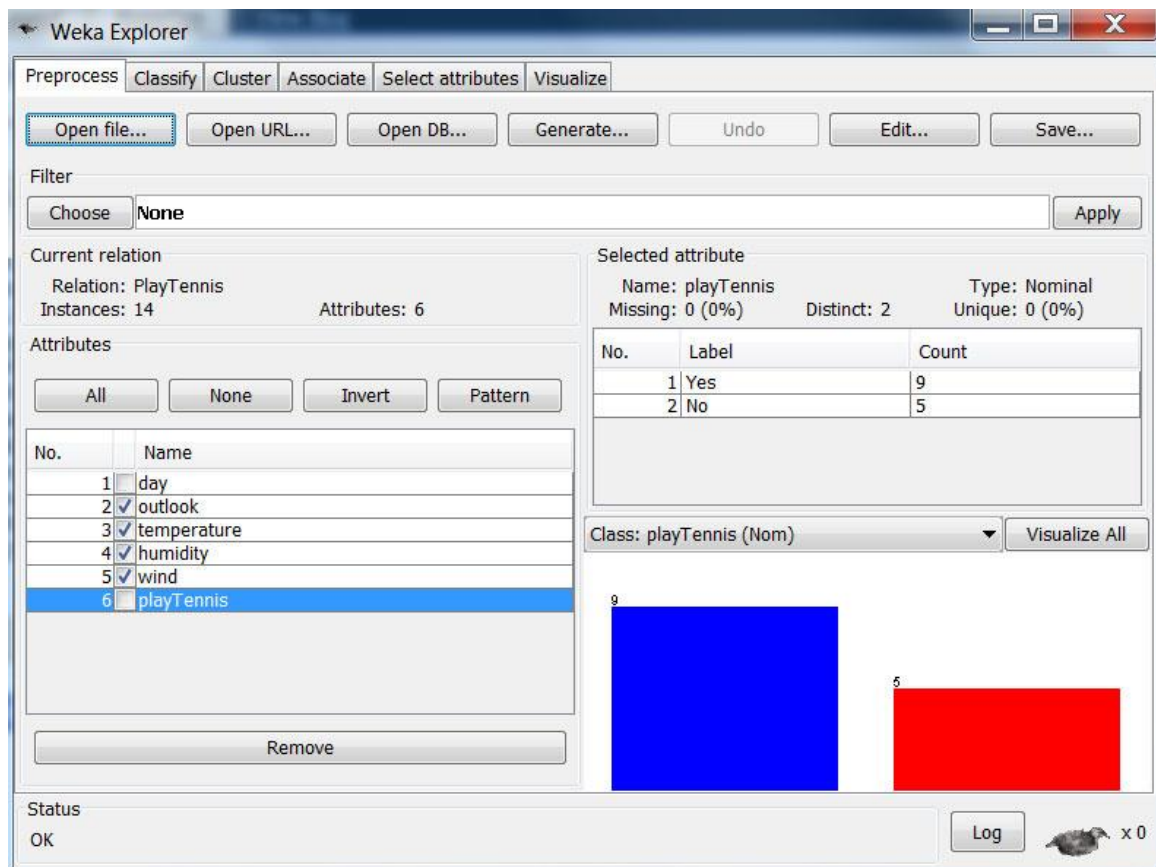 Weka Explorer
Preprocess Classify Cluster Associate Select attributes Visualize
Open file... Open URL... Open DB... Generate... Undo Edit... Save...
Filter
Choose None Apply
Current relation
Relation: PlayTennis
Instances: 14 Attributes: 6
Attributes
All None Invert Pattern
No. Name
1 day
2 outlook
3 temperature
4 humidity
5 wind
6 playTennis
Remove
Selected attribute
Name: playTennis Type: Nominal
Missing: 0 (0%) Distinct: 2 Unique: 0 (0%)
No. Label Count
1 Yes 9
2 No 5
Class: playTennis (Nom) Visualize All
9
5
Status
OK
Log x 0